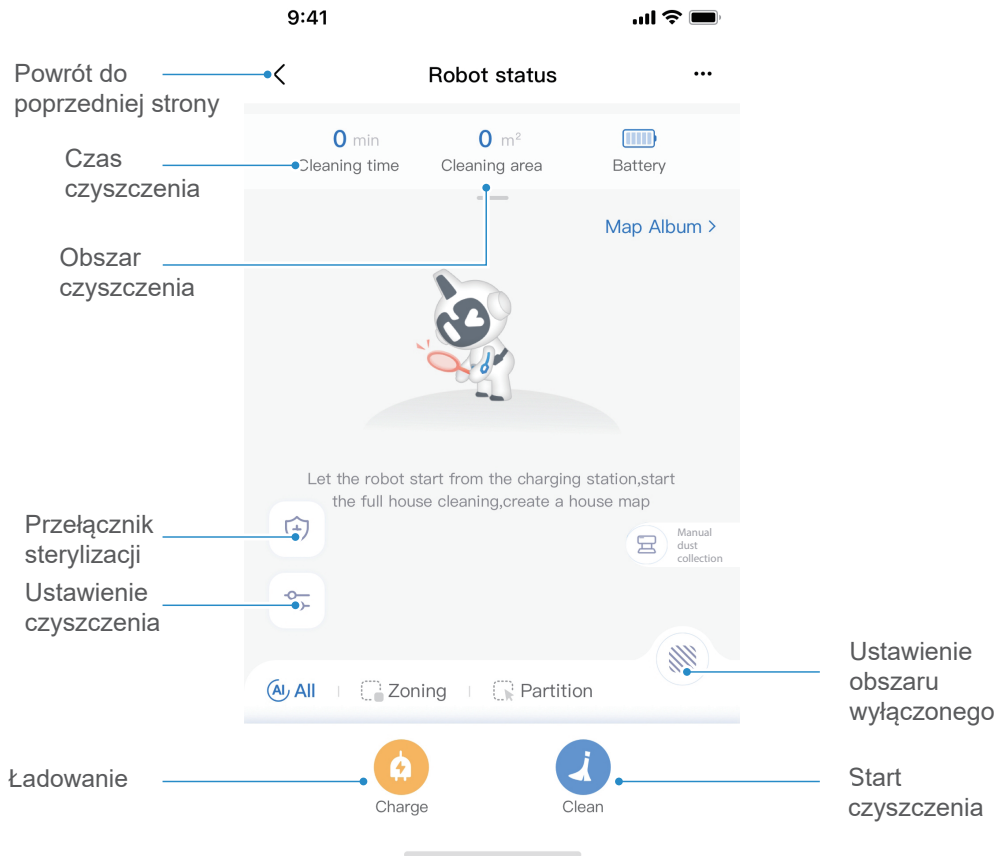 9:41
Powrót do
poprzedniej strony
Robot status
0 min
0 m²
Czas
czyszczenia
Cleaning time
Cleaning area
Battery
Map Album >
Obszar
czyszczenia
Let the robot start from the charging station,start
the full house cleaning,create a house map
Przełącznik
sterylizacji
Manual
dust
collection
Ustawienie
czyszczenia
Ustawienie
obszaru
wyłączonego
AI All
Zoning
Partition
Ładowanie
Charge
Clean
Start
czyszczenia